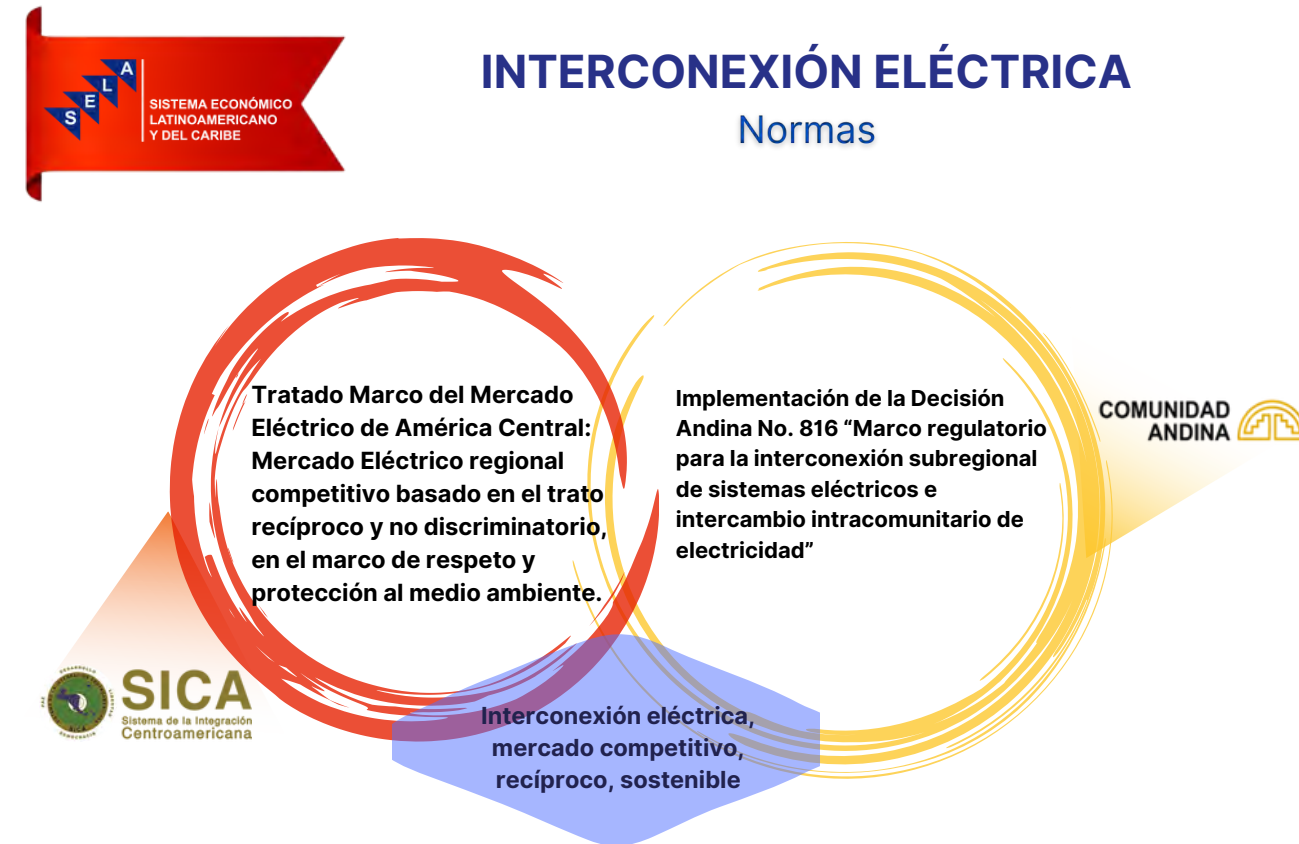 S E L A
SISTEMA ECONÓMICO
LATINOAMERICANO
Y DEL CARIBE
INTERCONEXIÓN ELÉCTRICA
Normas
Tratado Marco del Mercado
Eléctrico de América Central:
Mercado Eléctrico regional
competitivo basado en el trato
recíproco y no discriminatorio,
en el marco de respeto y
protección al medio ambiente.
Implementación de la Decisión
Andina No. 816 “Marco regulatorio
para la interconexión subregional
de sistemas eléctricos e
intercambio intracomunitario de
electricidad”
COMUNIDAD
ANDINA
SICA
Sistema de la Integración
Centroamericana
Interconexión eléctrica,
mercado competitivo,
recíproco, sostenible